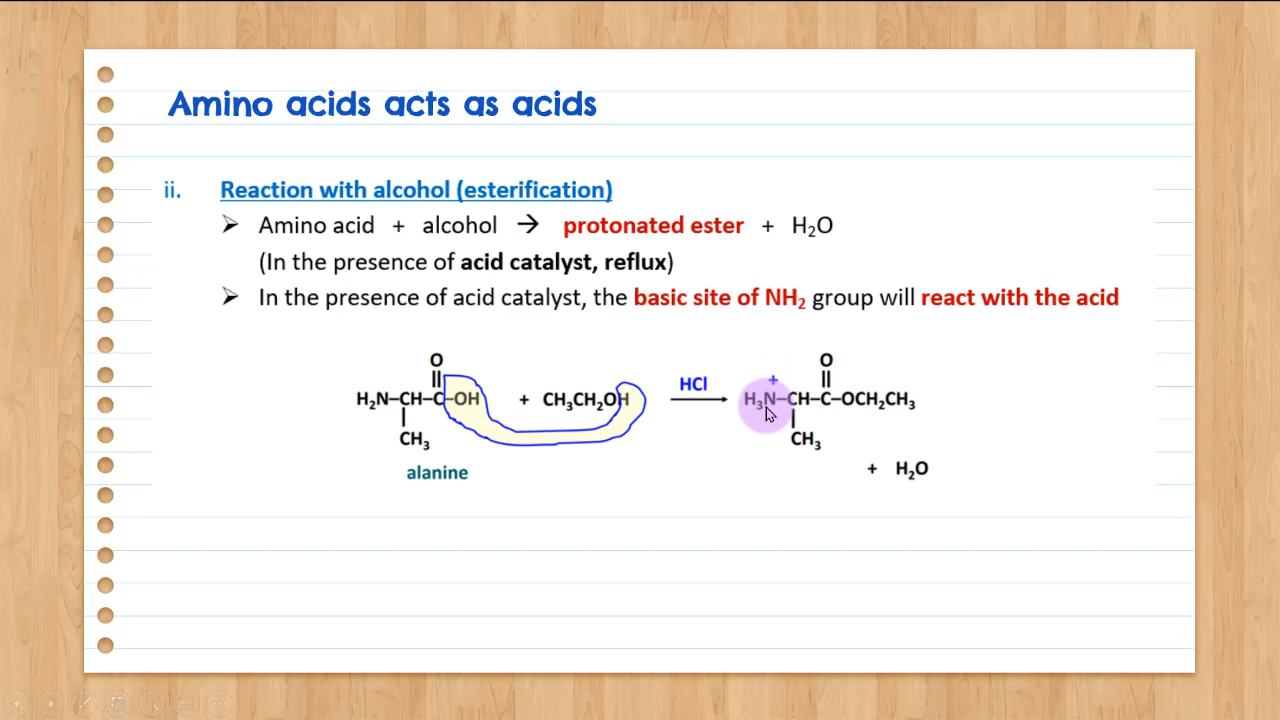 Amino acids acts as acids
ii. Reaction with alcohol (esterification)
➢ Amino acid + alcohol → protonated ester + H₂O
(In the presence of acid catalyst, reflux)
➢ In the presence of acid catalyst, the basic site of NH₂ group will react with the acid
O O
HCl +
H₂N–CH–C–OH + CH₃CH₂OH → H₃N–CH–C–OCH₂CH₃
CH₃ CH₃
alanine + H₂O